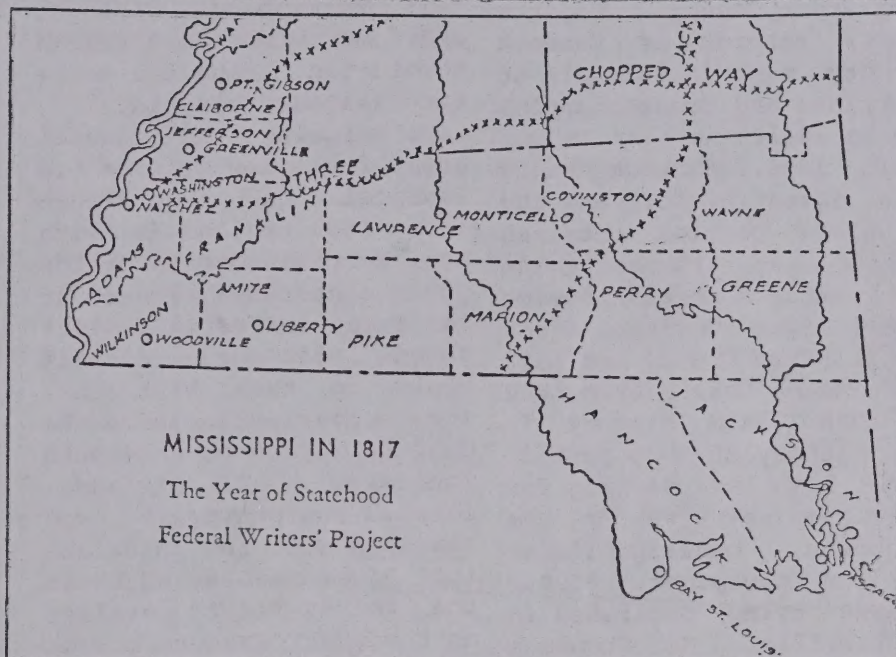 WAR
PT. GIBSON
CLAIBORNE
JEFFERSON
GREENVILLE
WASHINGTON
NATCHEZ
ADAMS
FRANKLIN
THREE
CHOPPED WAY
JACK
LAWRENCE
MONTICELLO
COVINGTON
WAYNE
WILKINSON
WOODVILLE
AMITE
LIBERTY
PIKE
MARION
PERRY
GREENE
HANCOCK
JACKSON
BAY ST. LOUIS
PASCAGO
MISSISSIPPI IN 1817
The Year of Statehood
Federal Writers' Project